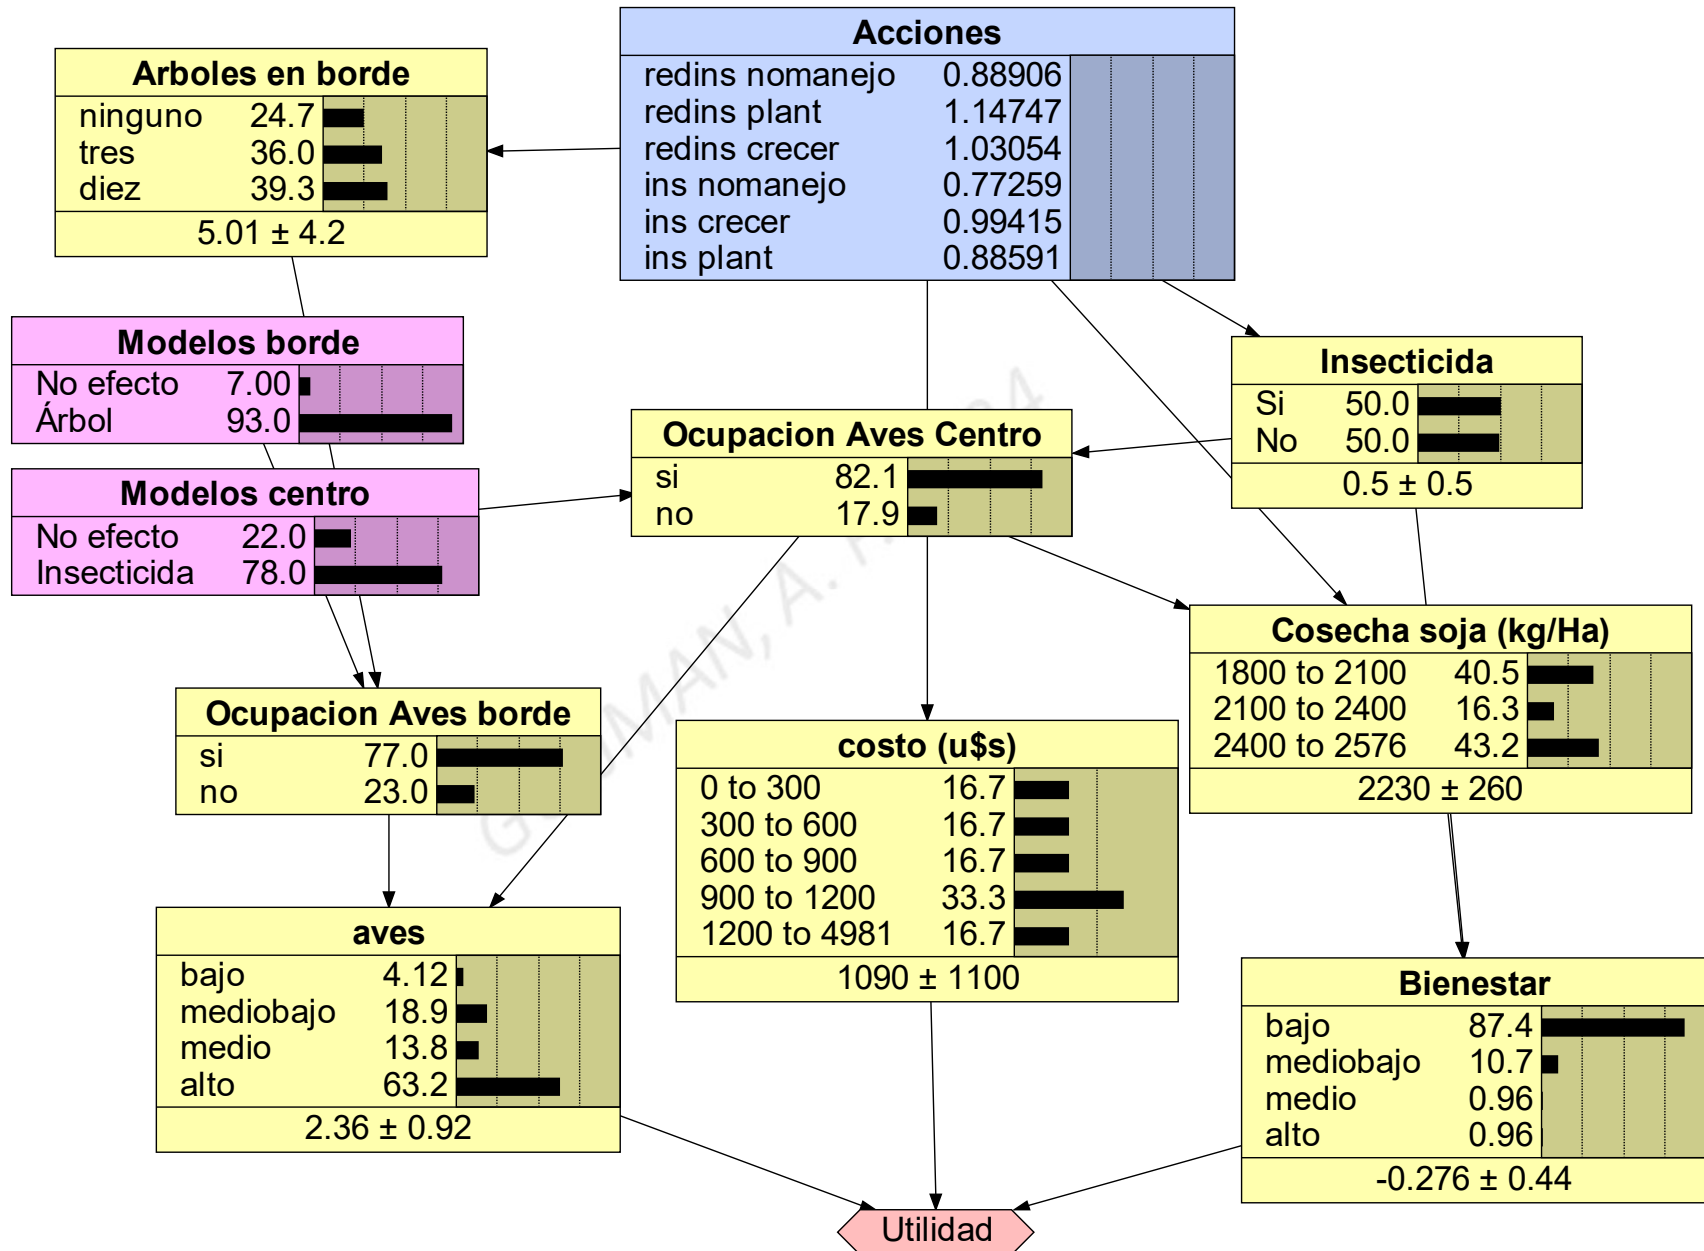 Acciones
redins nomanejo 0.88906
redins plant 1.14747
redins crecer 1.03054
ins nomanejo 0.77259
ins crecer 0.99415
ins plant 0.88591
Arboles en borde
ninguno 24.7
tres 36.0
diez 39.3
5.01 ± 4.2
Modelos borde
No efecto 7.00
Árbol 93.0
Insecticida
Si 50.0
No 50.0
0.5 ± 0.5
Ocupacion Aves Centro
si 82.1
no 17.9
Modelos centro
No efecto 22.0
Insecticida 78.0
Cosecha soja (kg/Ha)
1800 to 2100 40.5
2100 to 2400 16.3
2400 to 2576 43.2
2230 ± 260
Ocupacion Aves borde
si 77.0
no 23.0
costo (u$s)
0 to 300 16.7
300 to 600 16.7
600 to 900 16.7
900 to 1200 33.3
1200 to 4981 16.7
1090 ± 1100
aves
bajo 4.12
mediobajo 18.9
medio 13.8
alto 63.2
2.36 ± 0.92
Bienestar
bajo 87.4
mediobajo 10.7
medio 0.96
alto 0.96
-0.276 ± 0.44
Utilidad